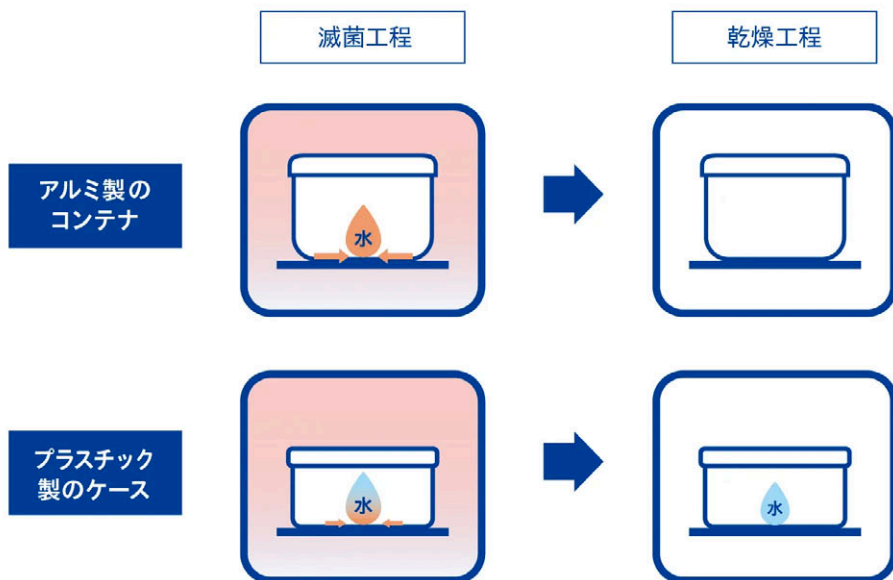 滅菌工程
乾燥工程
アルミ製の
コンテナ
水
プラスチック
製のケース
水
水